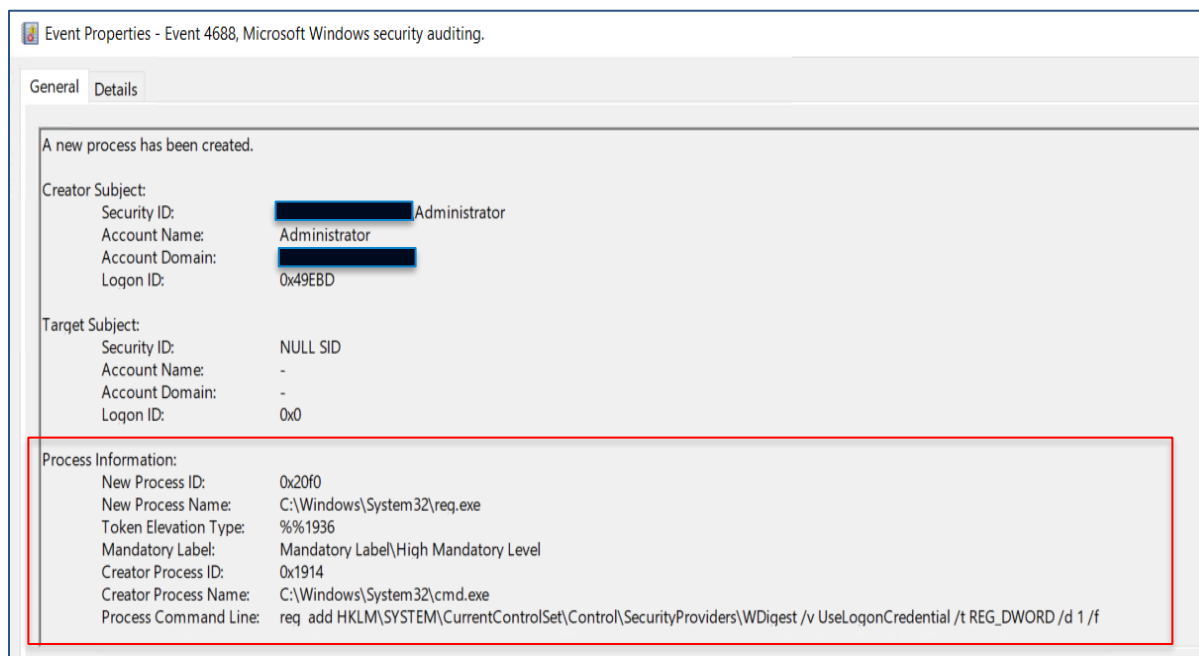 Event Properties - Event 4688, Microsoft Windows security auditing.
General Details
A new process has been created.
Creator Subject:
Security ID: Administrator
Account Name: Administrator
Account Domain:
Logon ID: 0x49EBD
Target Subject:
Security ID: NULL SID
Account Name: -
Account Domain: -
Logon ID: 0x0
Process Information:
New Process ID: 0x20f0
New Process Name: C:\Windows\System32\reg.exe
Token Elevation Type: %%1936
Mandatory Label: Mandatory Label\High Mandatory Level
Creator Process ID: 0x1914
Creator Process Name: C:\Windows\System32\cmd.exe
Process Command Line: reg add HKLM\SYSTEM\CurrentControlSet\Control\SecurityProviders\WDigest /v UseLogonCredential /t REG_DWORD /d 1 /f